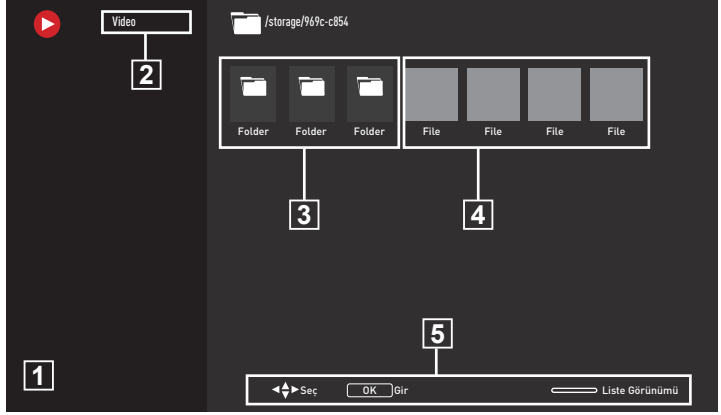 Video
/storage/969c-c854
2
Folder Folder Folder File File File File
3 4
5
1
Seç OK Gir Liste Görünümü